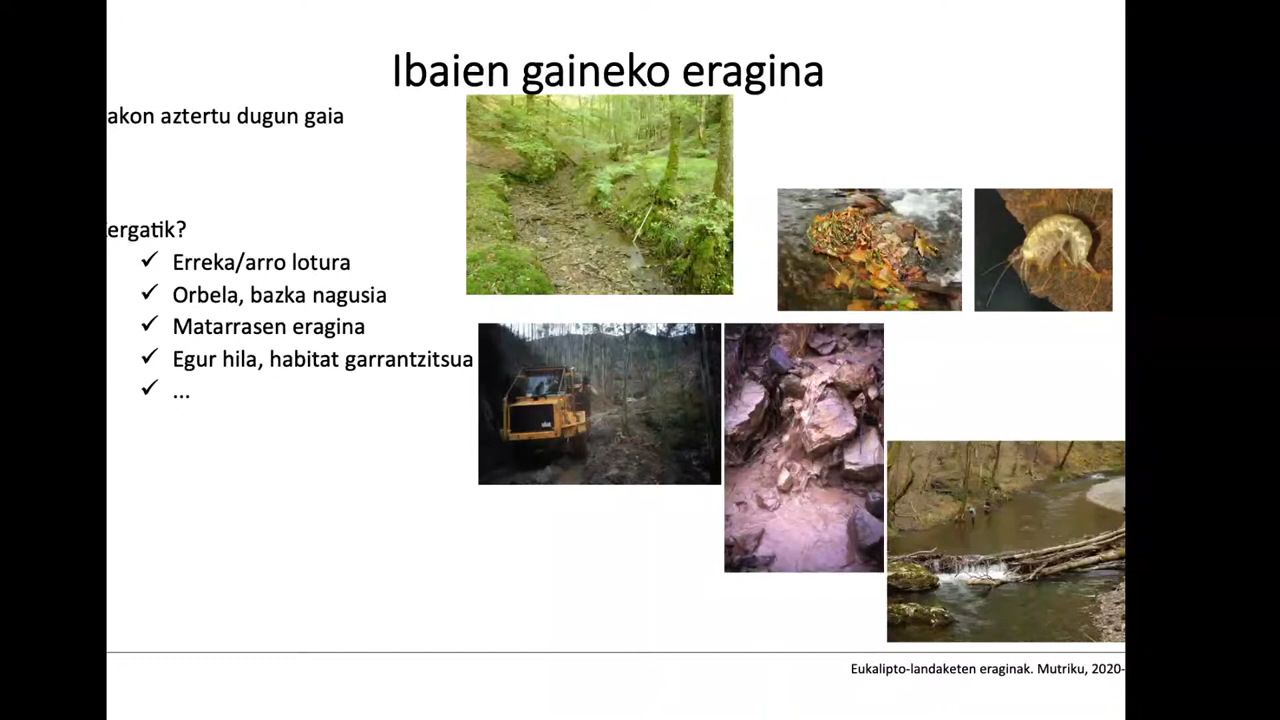 Ibaien gaineko eragina
akon aztertu dugun gaia
ergatik?
✓ Erreka/arro lotura
✓ Orbela, bazka nagusia
✓ Matarrasen eragina
✓ Egur hila, habitat garrantzitsua
✓ ...
Eukalipto-landaketen eraginak. Mutriku, 2020-